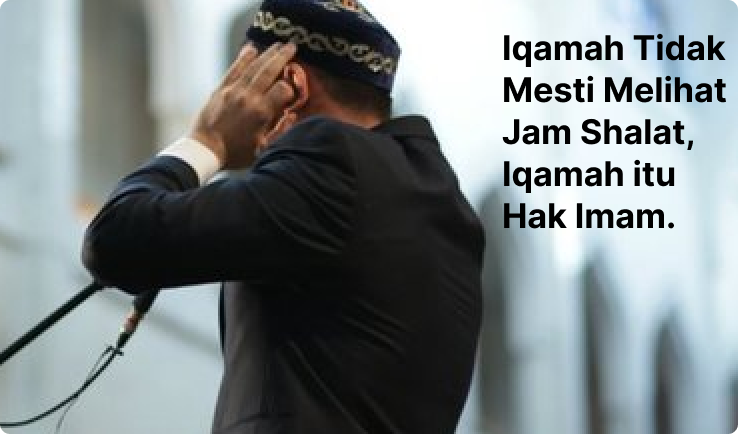 Iqamah Tidak
Mesti Melihat
Jam Shalat,
Iqamah itu
Hak Imam.